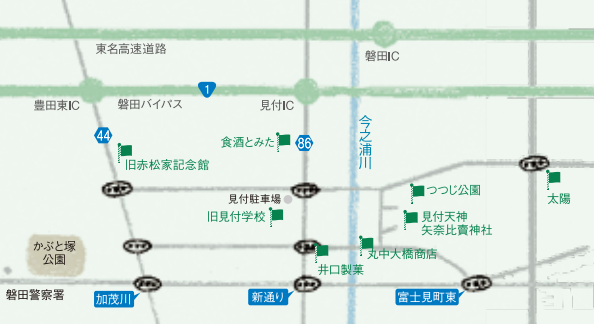 東名高速道路
磐田IC
豊田東IC
磐田バイパス
1
見付IC
今之浦川
44
食酒とみた
86
旧赤松家記念館
見付駐車場
つつじ公園
太陽
旧見付学校
見付天神
矢奈比賣神社
かぶと塚
公園
井口製菓
丸中大橋商店
磐田警察署
加茂川
新通り
富士見町東